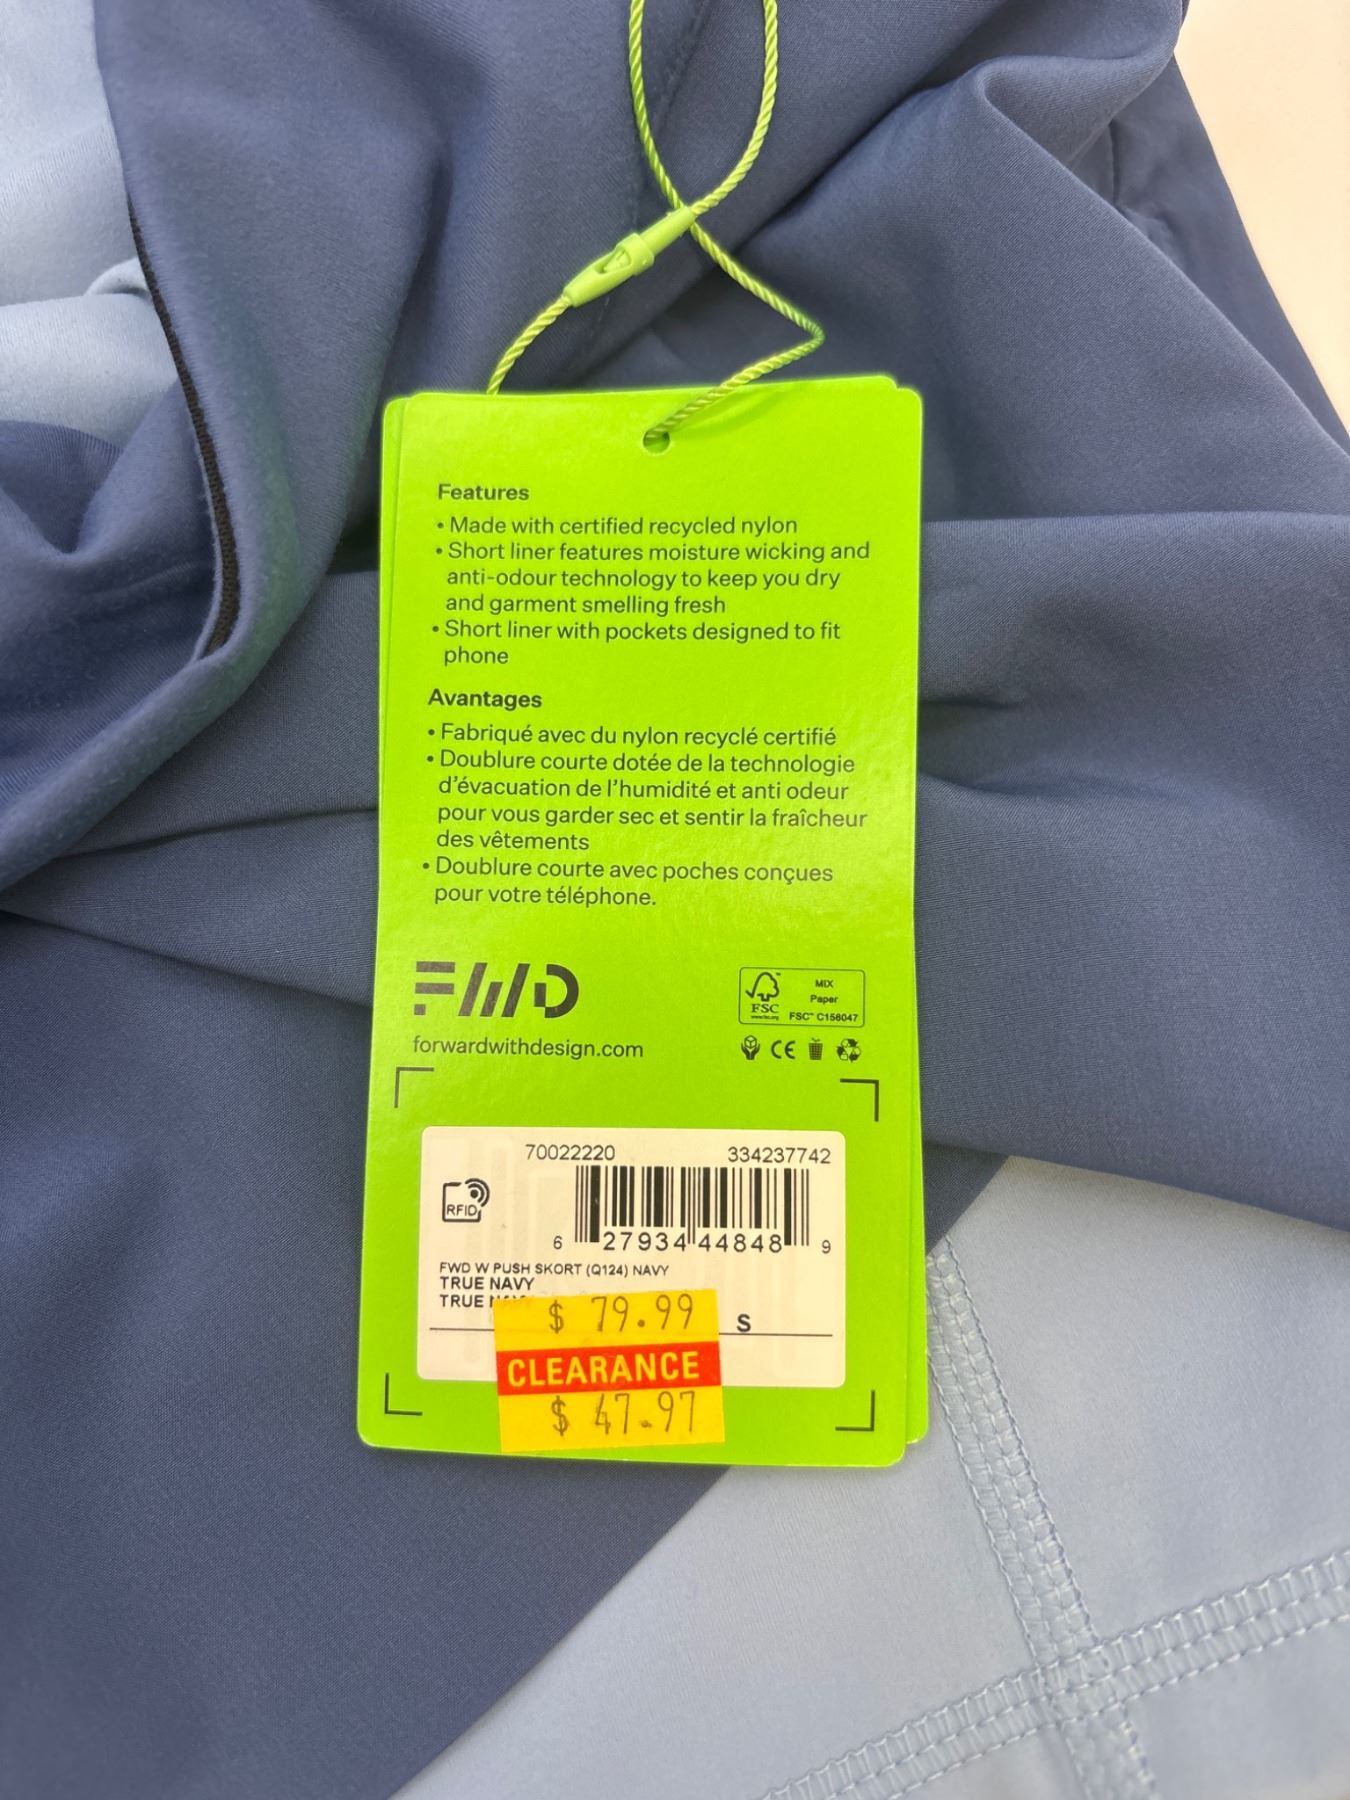 Features
• Made with certified recycled nylon
• Short liner features moisture wicking and
anti-odour technology to keep you dry
and garment smelling fresh
• Short liner with pockets designed to fit
phone
Avantages
• Fabriqué avec du nylon recyclé certifié
• Doublure courte dotée de la technologie
d'évacuation de l'humidité et anti odeur
pour vous garder sec et sentir la fraîcheur
des vêtements
• Doublure courte avec poches conçues
pour votre téléphone.
FWD
forwardwithdesign.com
FSC
www.fsc.org
MIX
Paper
FSC™ C156047
CE
70022220 334237742
RFID
6 27934 44848 9
FWD W PUSH SKORT (Q124) NAVY
TRUE NAVY
TRUE
S
$ 79.99
CLEARANCE
$ 47.97